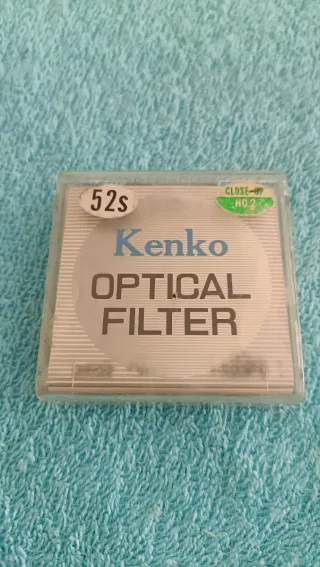 52s
CLOSE-UP
NO.2
Kenko
OPTICAL
FILTER